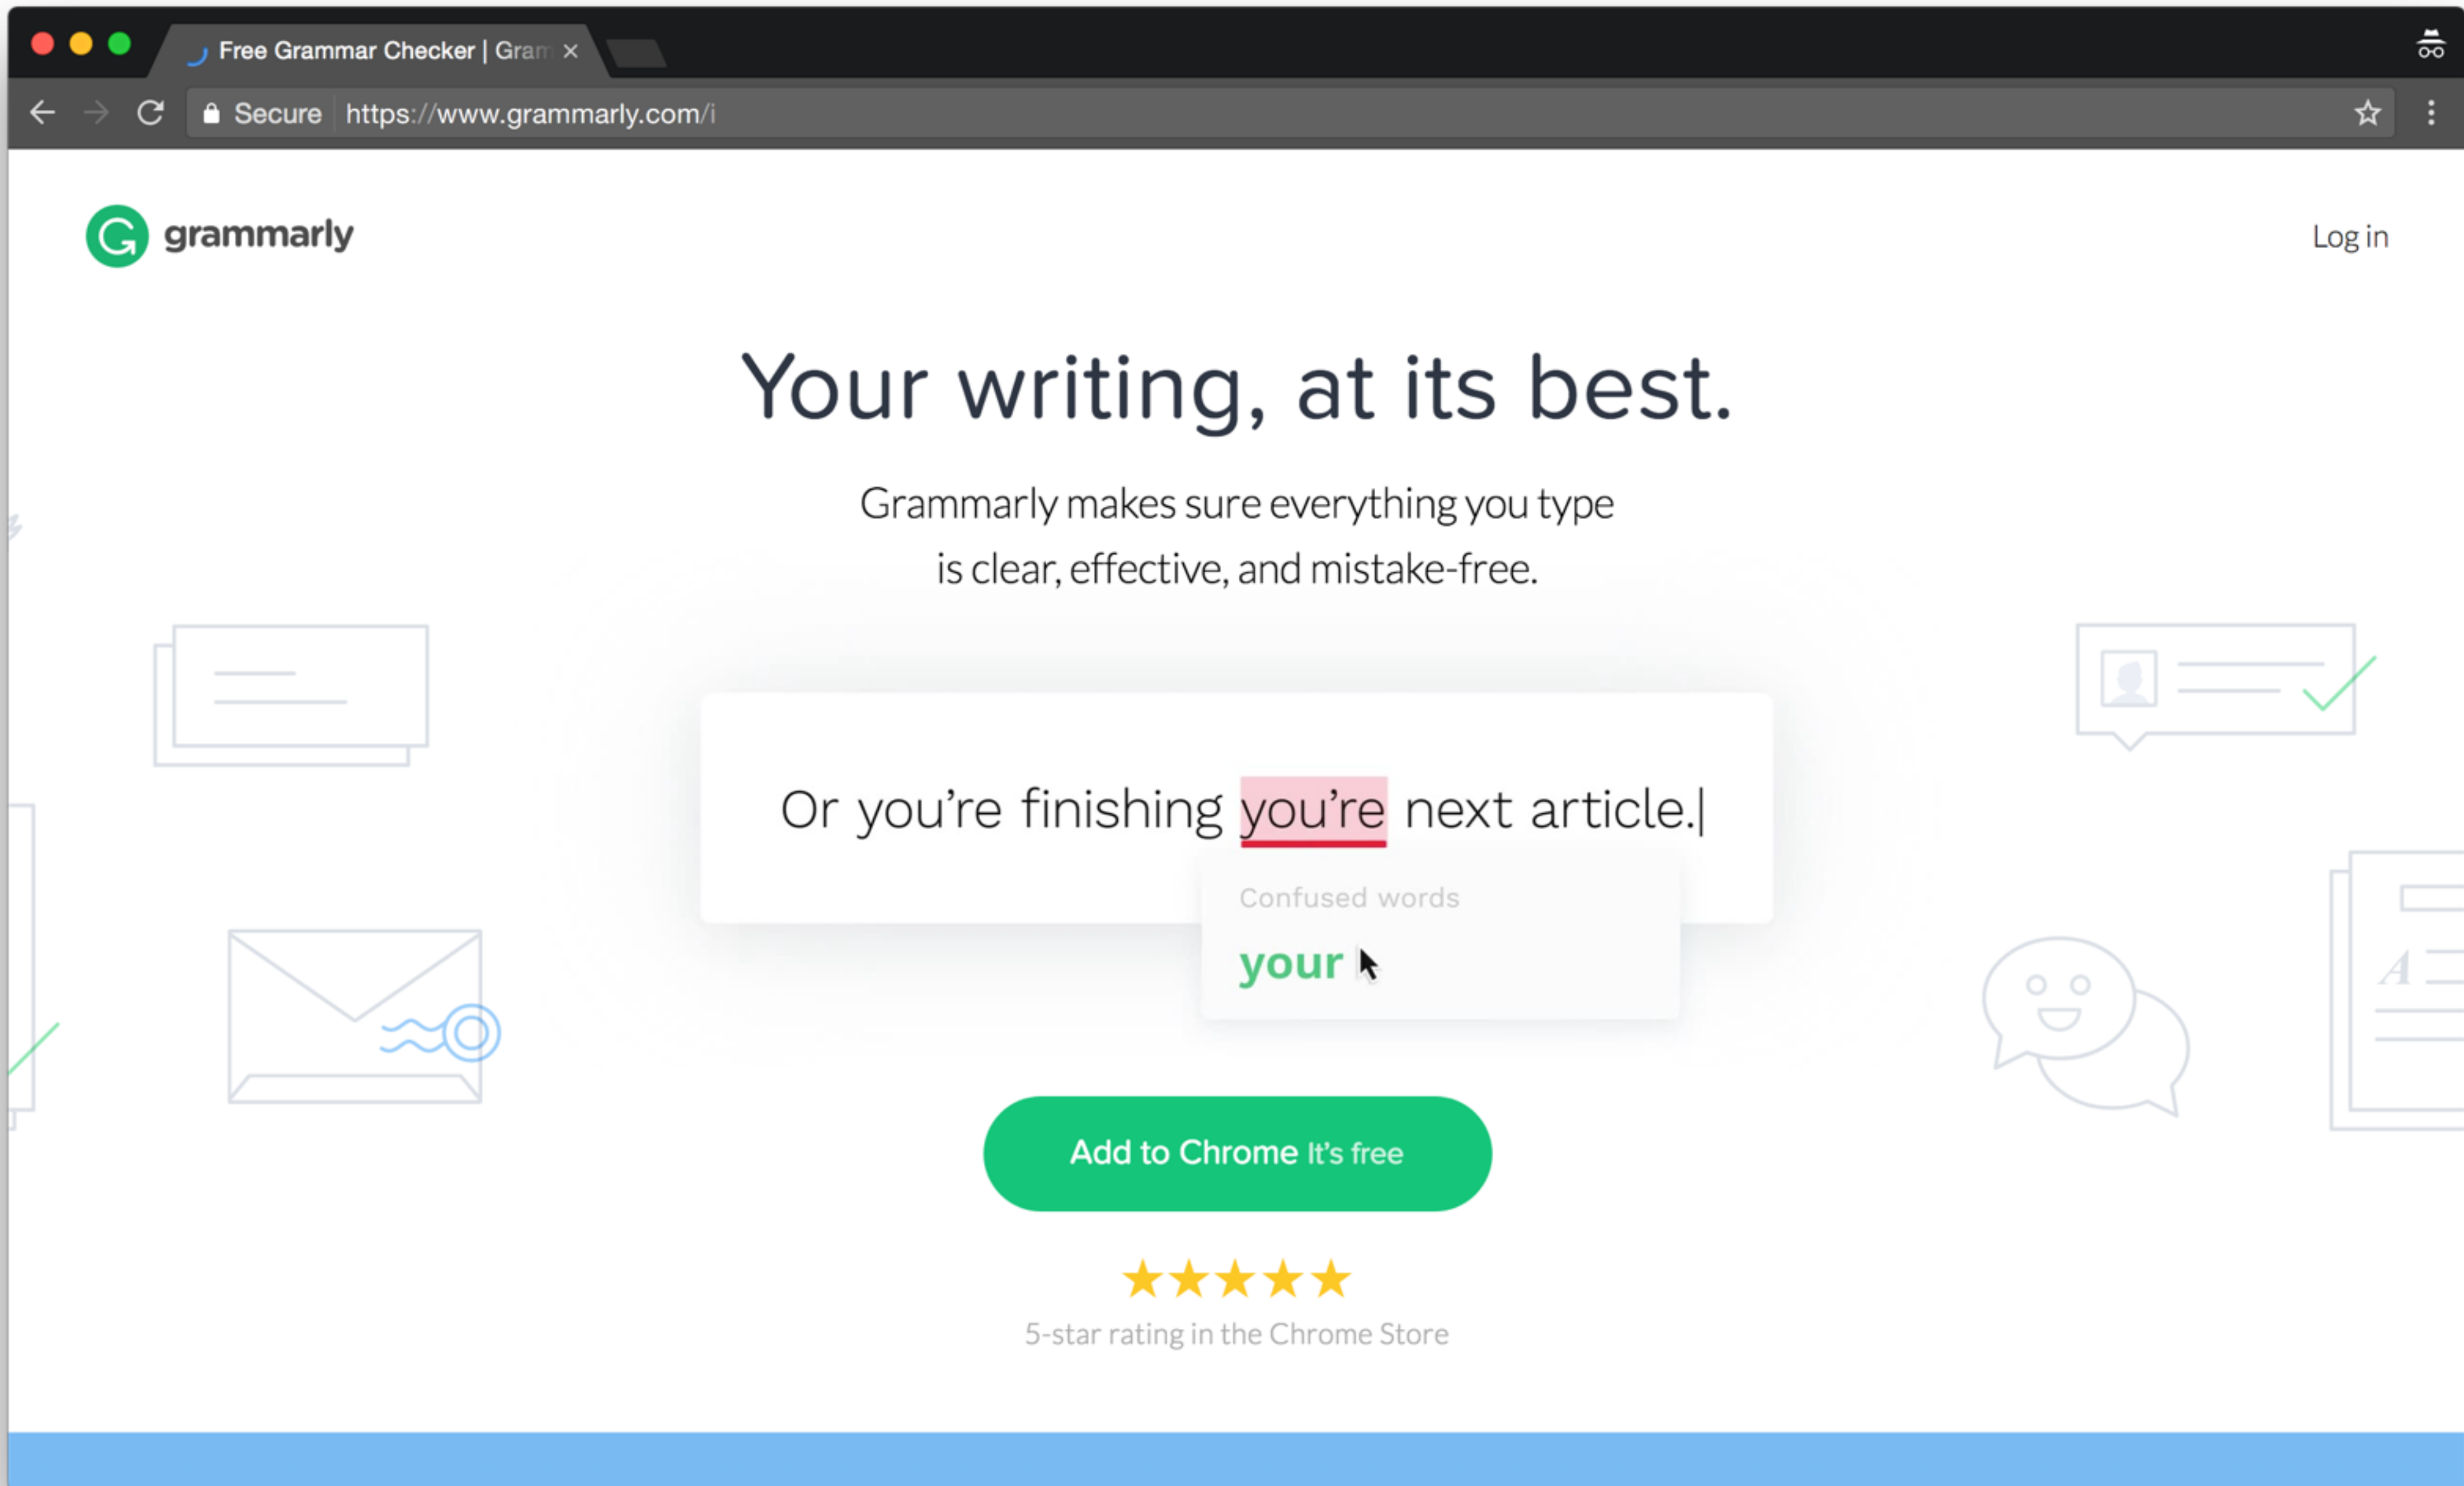 Free Grammar Checker | Gram
Secure https://www.grammarly.com/i
grammarly
Log in
Your writing, at its best.
Grammarly makes sure everything you type
is clear, effective, and mistake-free.
Or you’re finishing you’re next article.
Confused words
your
A
Add to Chrome It’s free
5-star rating in the Chrome Store